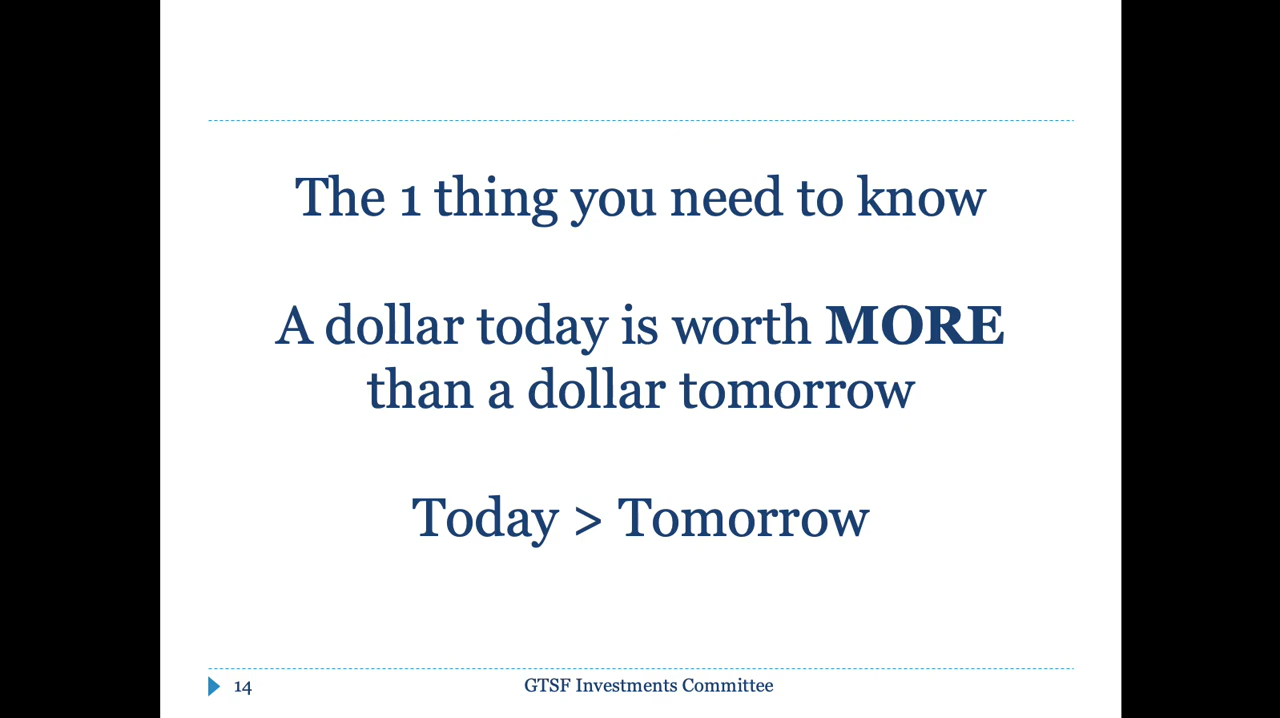 The 1 thing you need to know
A dollar today is worth MORE
than a dollar tomorrow
Today > Tomorrow
14
GTSF Investments Committee